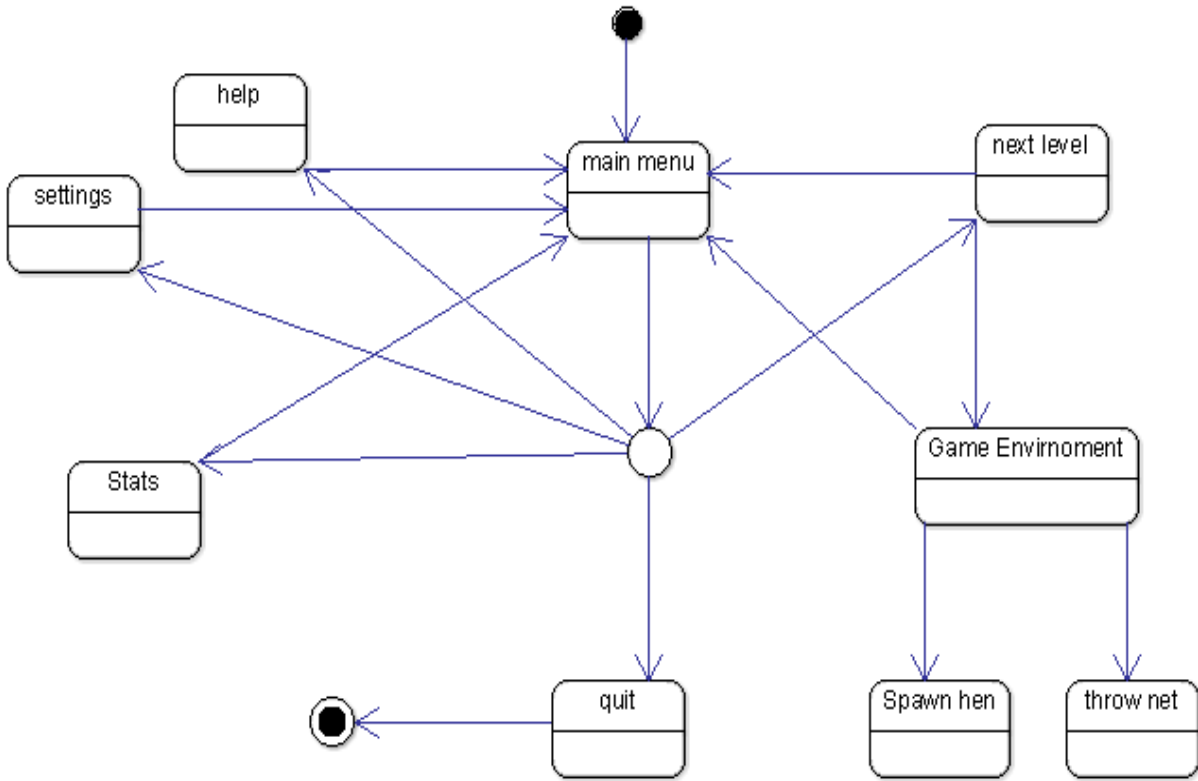 help
main menu
next level
settings
Game Envirnoment
Stats
quit
Spawn hen
throw net